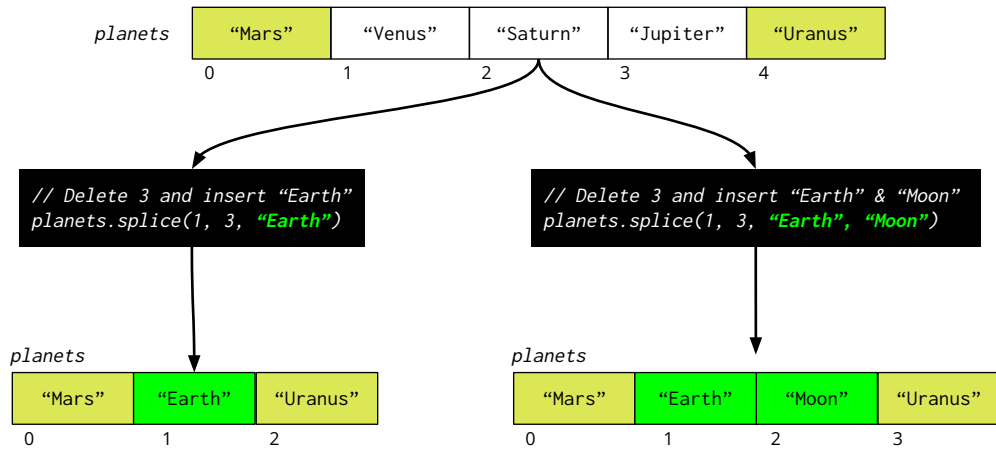 planets “Mars” “Venus” “Saturn” “Jupiter” “Uranus”
0 1 2 3 4
// Delete 3 and insert “Earth”
planets.splice(1, 3, “Earth”)
// Delete 3 and insert “Earth” & “Moon”
planets.splice(1, 3, “Earth”, “Moon”)
planets
“Mars” “Earth” “Uranus”
0 1 2
planets
“Mars” “Earth” “Moon” “Uranus”
0 1 2 3